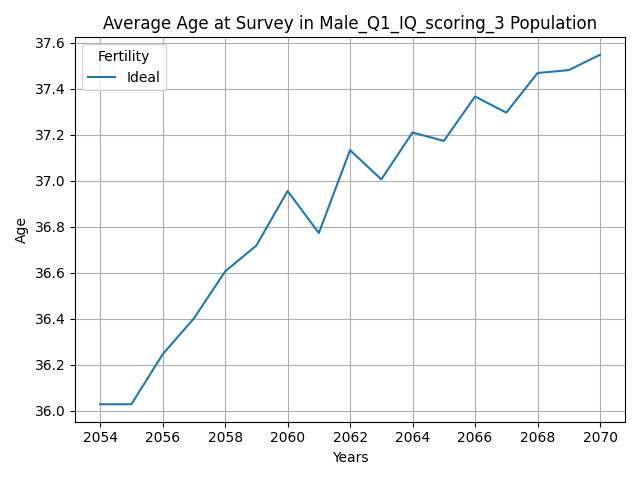 Average Age at Survey in Male_Q1_IQ_scoring_3 Population
37.6
37.4
37.2
37.0
36.8
36.6
36.4
36.2
36.0
Age
Fertility
Ideal
2054 2056 2058 2060 2062 2064 2066 2068 2070
Years